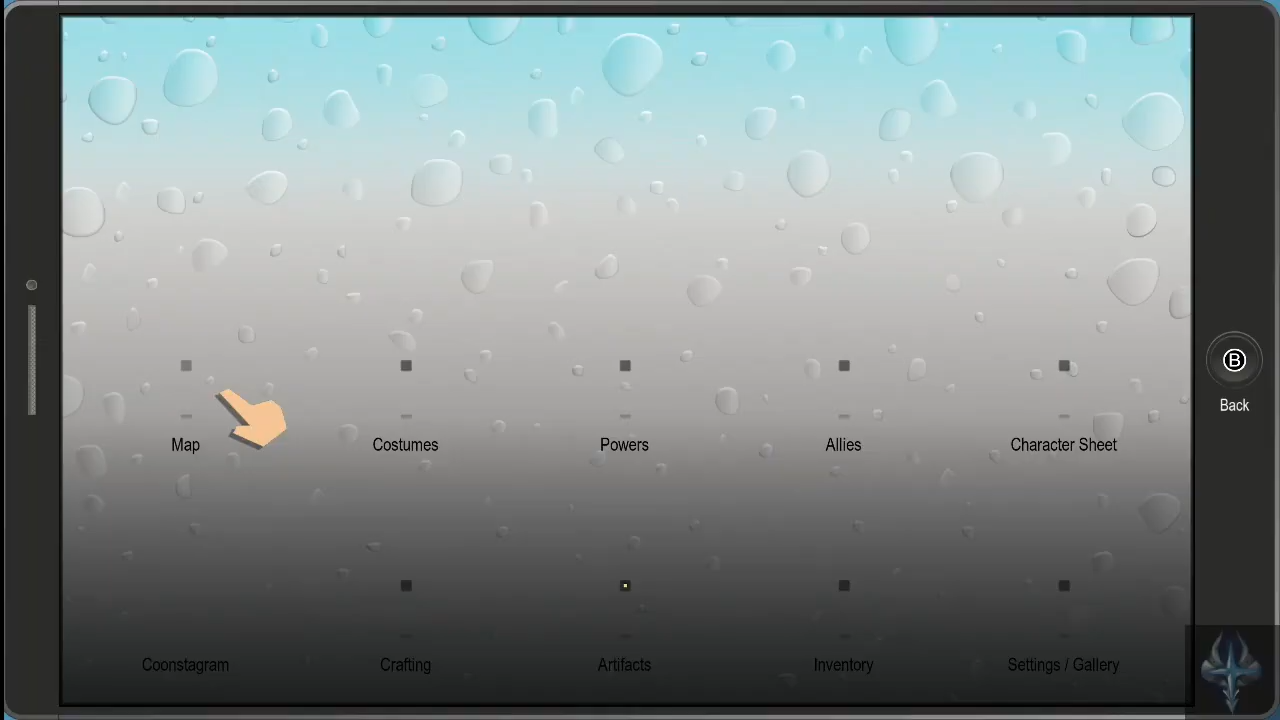 B
Back
Map
Costumes
Powers
Allies
Character Sheet
Coonstagram
Crafting
Artifacts
Inventory
Settings / Gallery